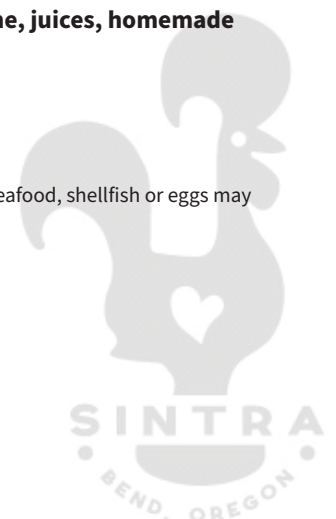 ne, juices, homemade
eafood, shellfish or eggs may
SINTRA
BEND, OREGON